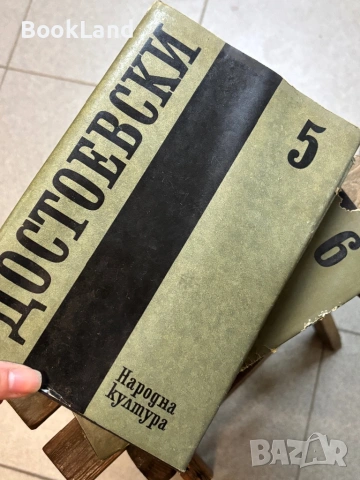 BookLand
ДОСТОЕВСКИ
5
6
Народна
култура
BAZAR